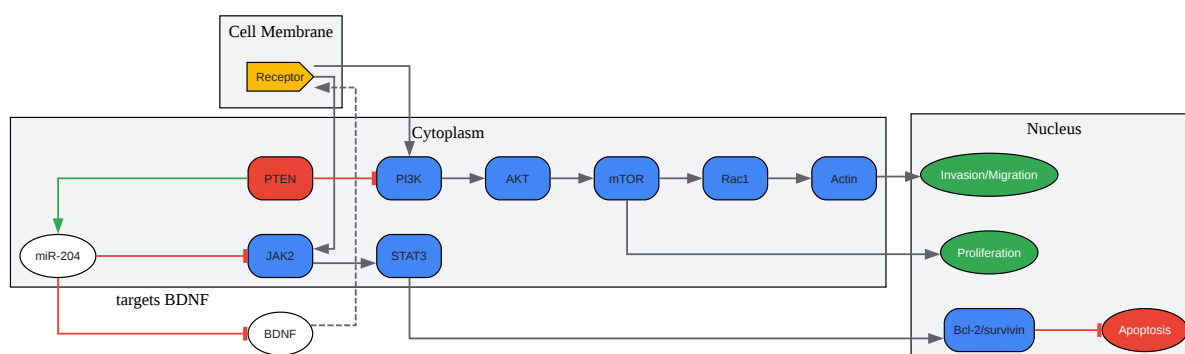 Cell Membrane
Receptor
Cytoplasm
Nucleus
PTEN
PI3K
AKT
mTOR
Rac1
Actin
Invasion/Migration
miR-204
JAK2
STAT3
Proliferation
targets BDNF
BDNF
Bcl-2/survivin
Apoptosis